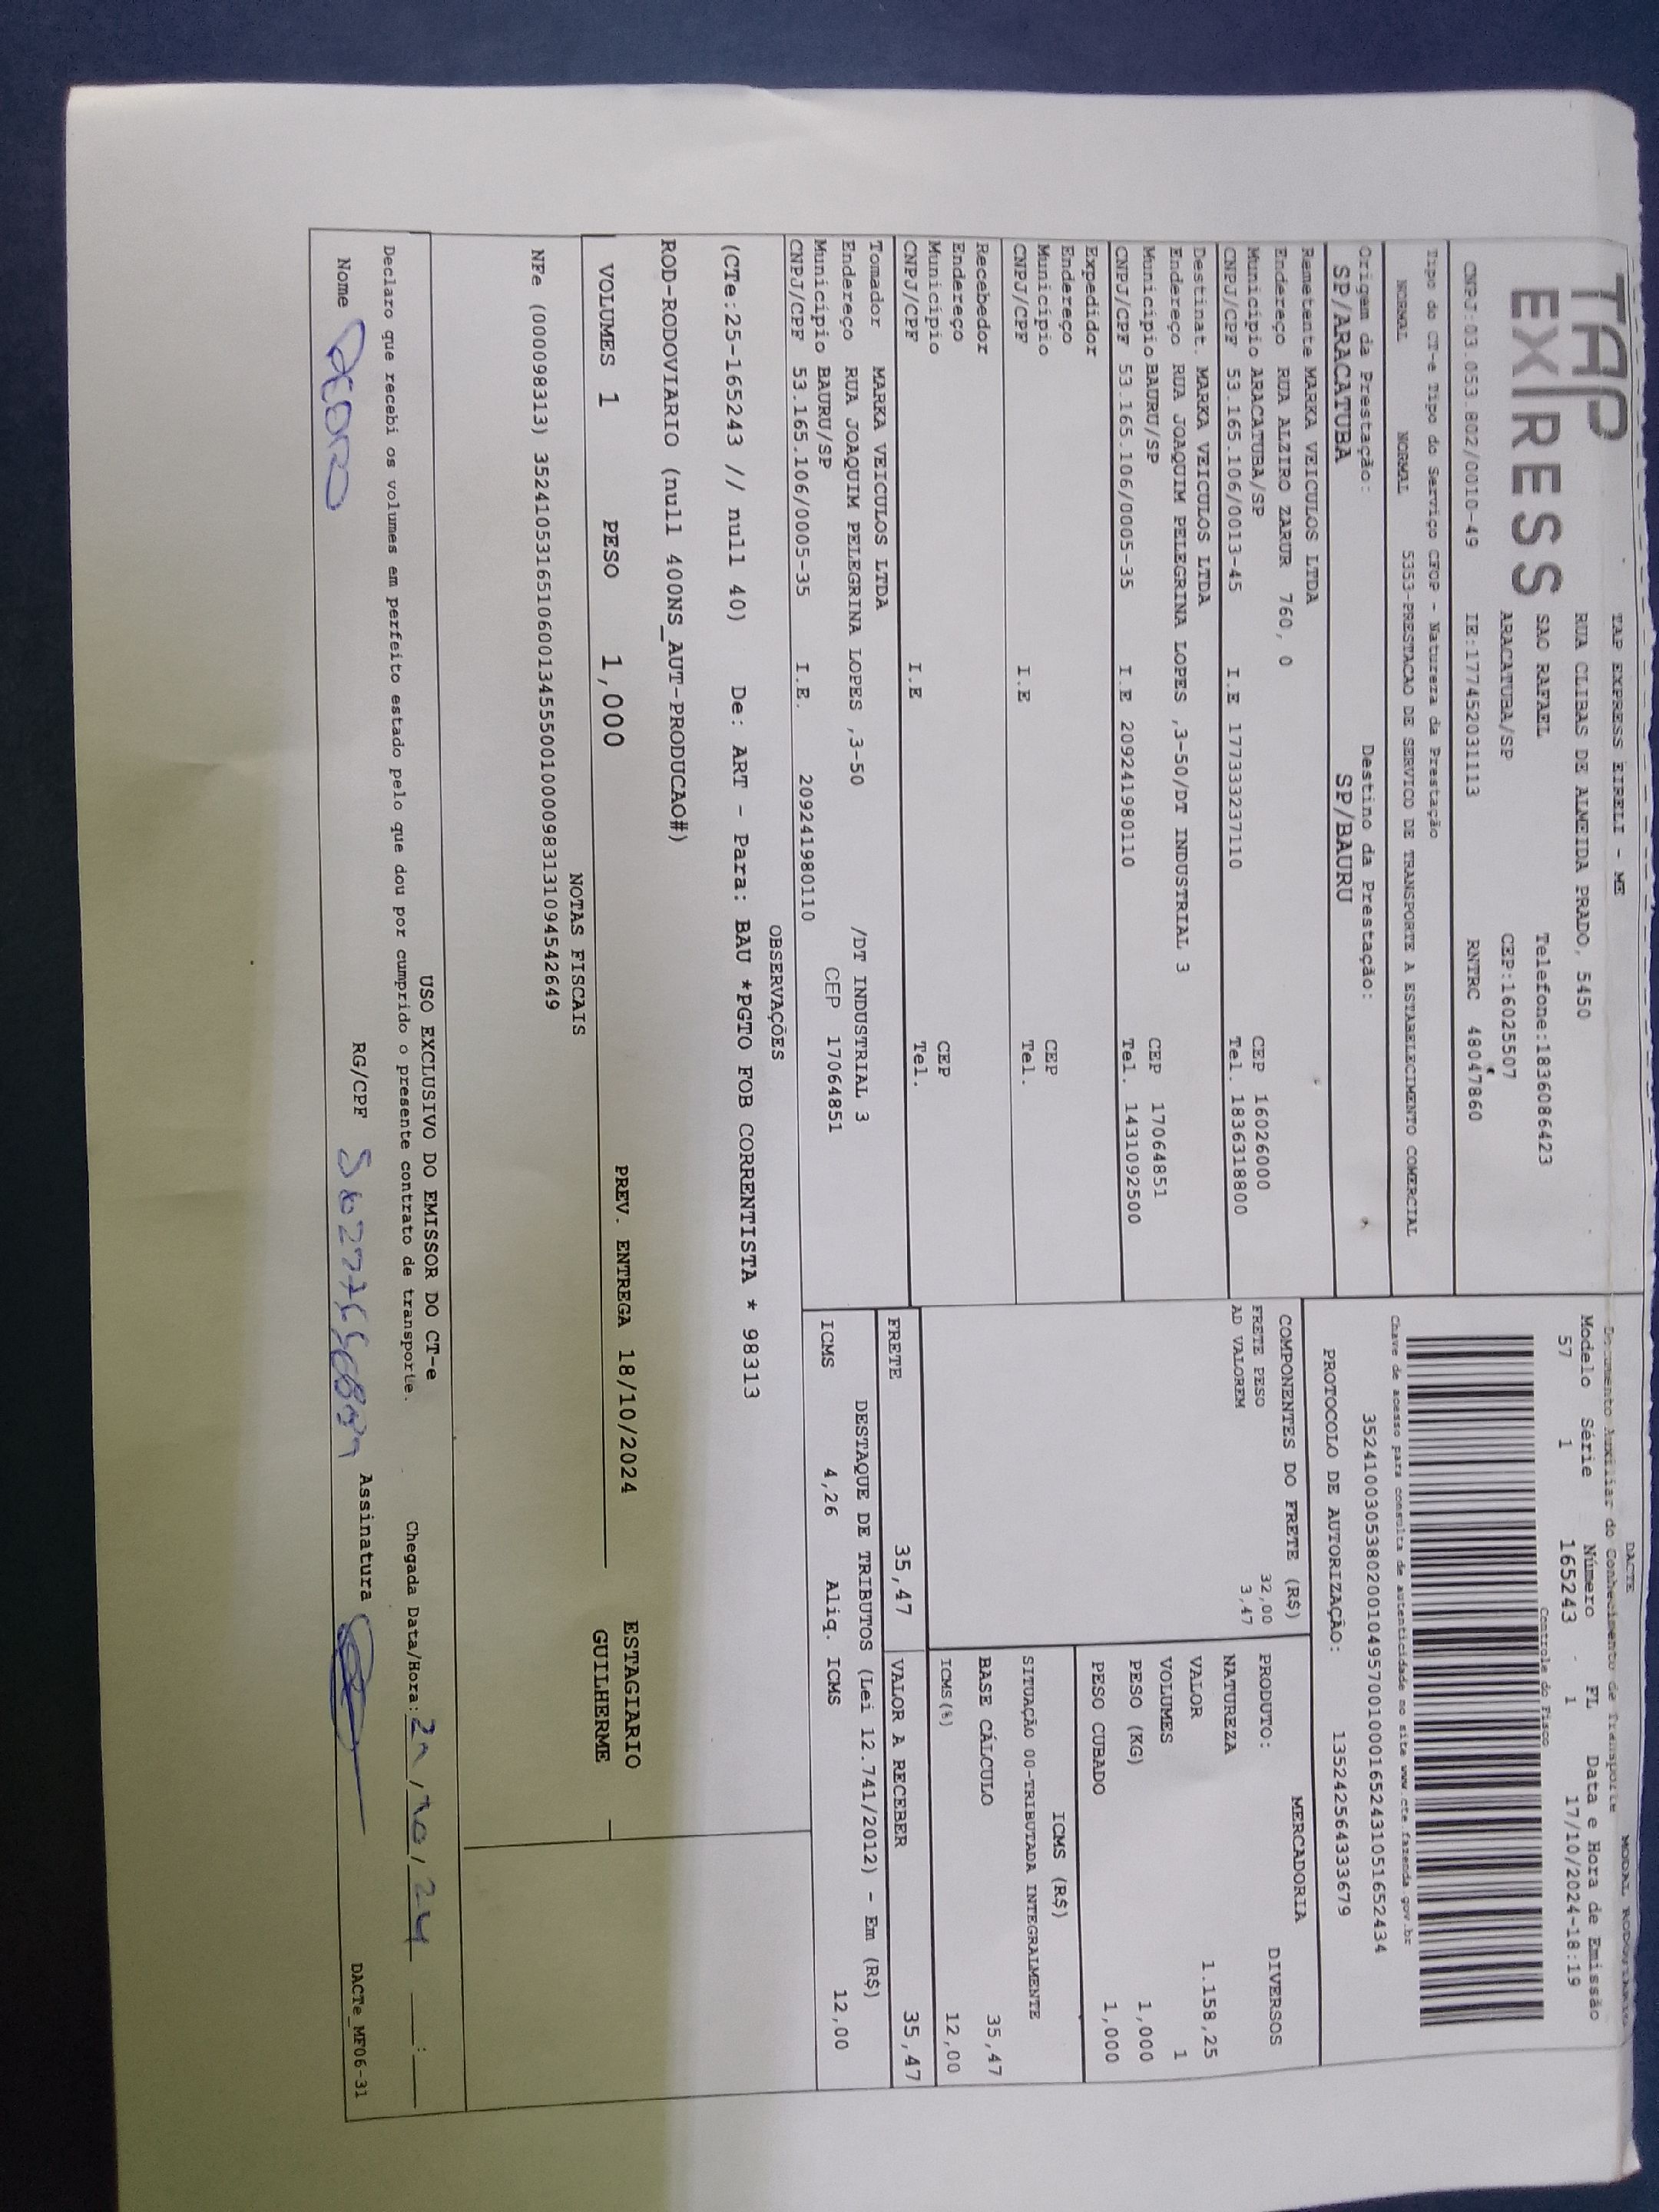 TAP EXPRESS
TAP EXPRESS EIRELI - ME
RUA CLIBAS DE ALMEIDA PRADO, 5450
SAO RAFAEL Telefone:1836086423
ARACATUBA/SP CEP:16025507
CNPJ:03.053.802/0010-49 IE:177452031113 RNTRC 48047860
Tipo do CT-e Tipo do Serviço CFOP - Natureza da Prestação
NORMAL NORMAL 5353-PRESTACAO DE SERVICO DE TRANSPORTE A ESTABELECIMENTO COMERCIAL
Origem da Prestação: Destino da Prestação:
SP/ARACATUBA SP/BAURU
Remetente MARKA VEICULOS LTDA
Endereço RUA ALZIRO ZARUR 760, 0
Município ARACATUBA/SP CEP 16026000
CNPJ/CPF 53.165.106/0013-45 I.E 177333237110 Tel. 1836318800
Destinat. MARKA VEICULOS LTDA
Endereço RUA JOAQUIM PELEGRINA LOPES ,3-50/DT INDUSTRIAL 3
Município BAURU/SP CEP 17064851
CNPJ/CPF 53.165.106/0005-35 I.E 209241980110 Tel. 1431092500
Expedidor
Endereço
Município CEP
CNPJ/CPF I.E Tel.
Recebedor
Endereço
Município CEP
CNPJ/CPF I.E Tel.
Tomador MARKA VEICULOS LTDA
Endereço RUA JOAQUIM PELEGRINA LOPES ,3-50 /DT INDUSTRIAL 3
Município BAURU/SP CEP 17064851
CNPJ/CPF 53.165.106/0005-35 I.E. 209241980110
DACTE MODAL RODOVIARIO
Documento Auxiliar do Conhecimento de Transporte
Modelo Série Número FL Data e Hora de Emissão
57 1 165243 1 17/10/2024-18:19
Controle do Fisco
Chave de acesso para consulta de autenticidade no site www.cte.fazenda.gov.br
35241003053802001049570010001652431051652434
PROTOCOLO DE AUTORIZAÇÃO: 135242564333679
COMPONENTES DO FRETE (R$)
FRETE PESO 32,00
AD VALOREM 3,47
MERCADORIA
PRODUTO: DIVERSOS
NATUREZA
VALOR 1.158,25
VOLUMES 1
PESO (KG) 1,000
PESO CUBADO 1,000
ICMS (R$)
SITUAÇÃO 00-TRIBUTADA INTEGRALMENTE
BASE CÁLCULO 35,47
ICMS(%) 12,00
FRETE 35,47 VALOR A RECEBER 35,47
DESTAQUE DE TRIBUTOS (Lei 12.741/2012) - Em (R$)
ICMS 4,26 Aliq. ICMS 12,00
OBSERVAÇÕES
(CTe:25-165243 // null 40) De: ART - Para: BAU *PGTO FOB CORRENTISTA * 98313
ROD-RODOVIARIO (null 400NS_AUT-PRODUCAO#)
VOLUMES 1 PESO 1,000 PREV. ENTREGA 18/10/2024 ESTAGIARIO
GUILHERME
NOTAS FISCAIS
NFe (000098313) 35241053165106001345550010000983131094542649
USO EXCLUSIVO DO EMISSOR DO CT-e
Declaro que recebi os volumes em perfeito estado pelo que dou por cumprido o presente contrato de transporte. Chegada Data/Hora: 21/10/24 __:__
Nome RG/CPF Assinatura
DACTe_MF06-31